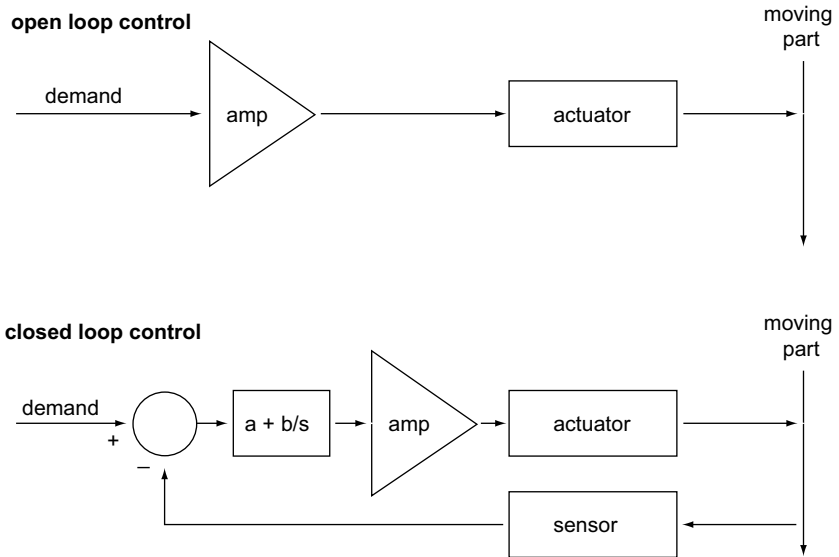 open loop control
moving
part
demand
amp
actuator
closed loop control
moving
part
demand
+
−
a + b/s
amp
actuator
sensor